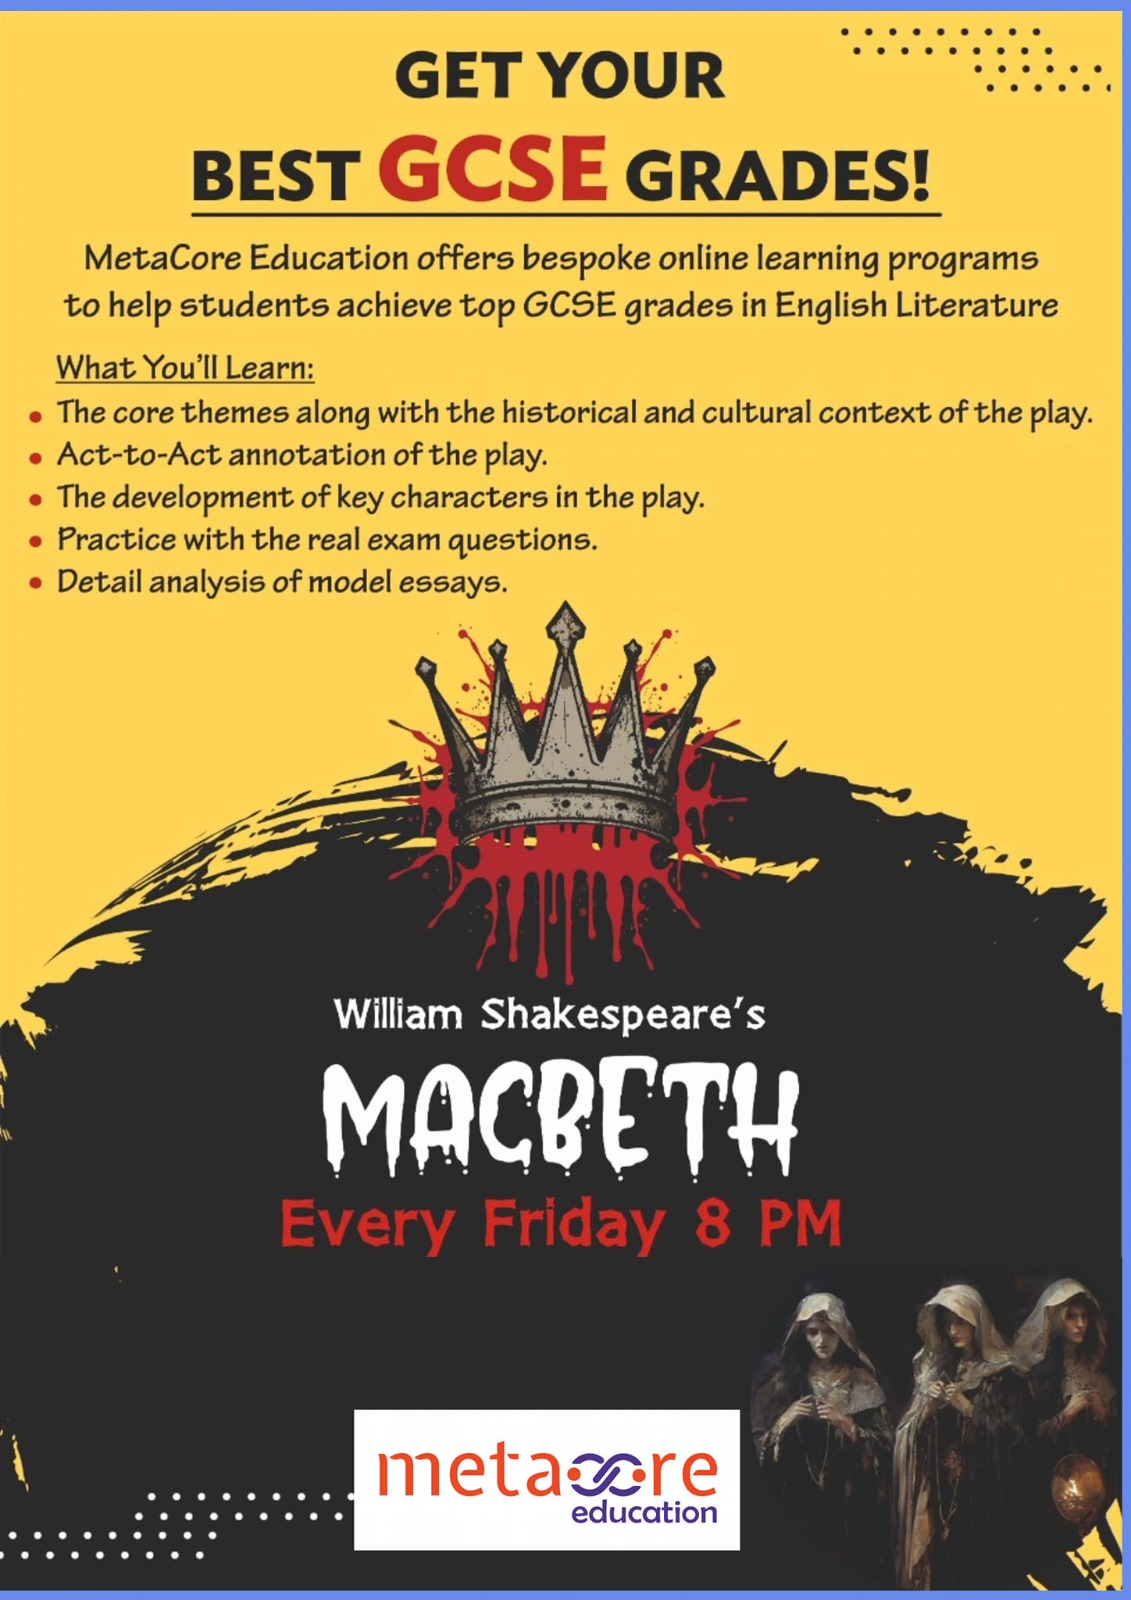 GET YOUR
BEST GCSE GRADES!
MetaCore Education offers bespoke online learning programs
to help students achieve top GCSE grades in English Literature
What You'll Learn:
• The core themes along with the historical and cultural context of the play.
• Act-to-Act annotation of the play.
• The development of key characters in the play.
• Practice with the real exam questions.
• Detail analysis of model essays.
William Shakespeare's
MACBETH
Every Friday 8 PM
metacore
education